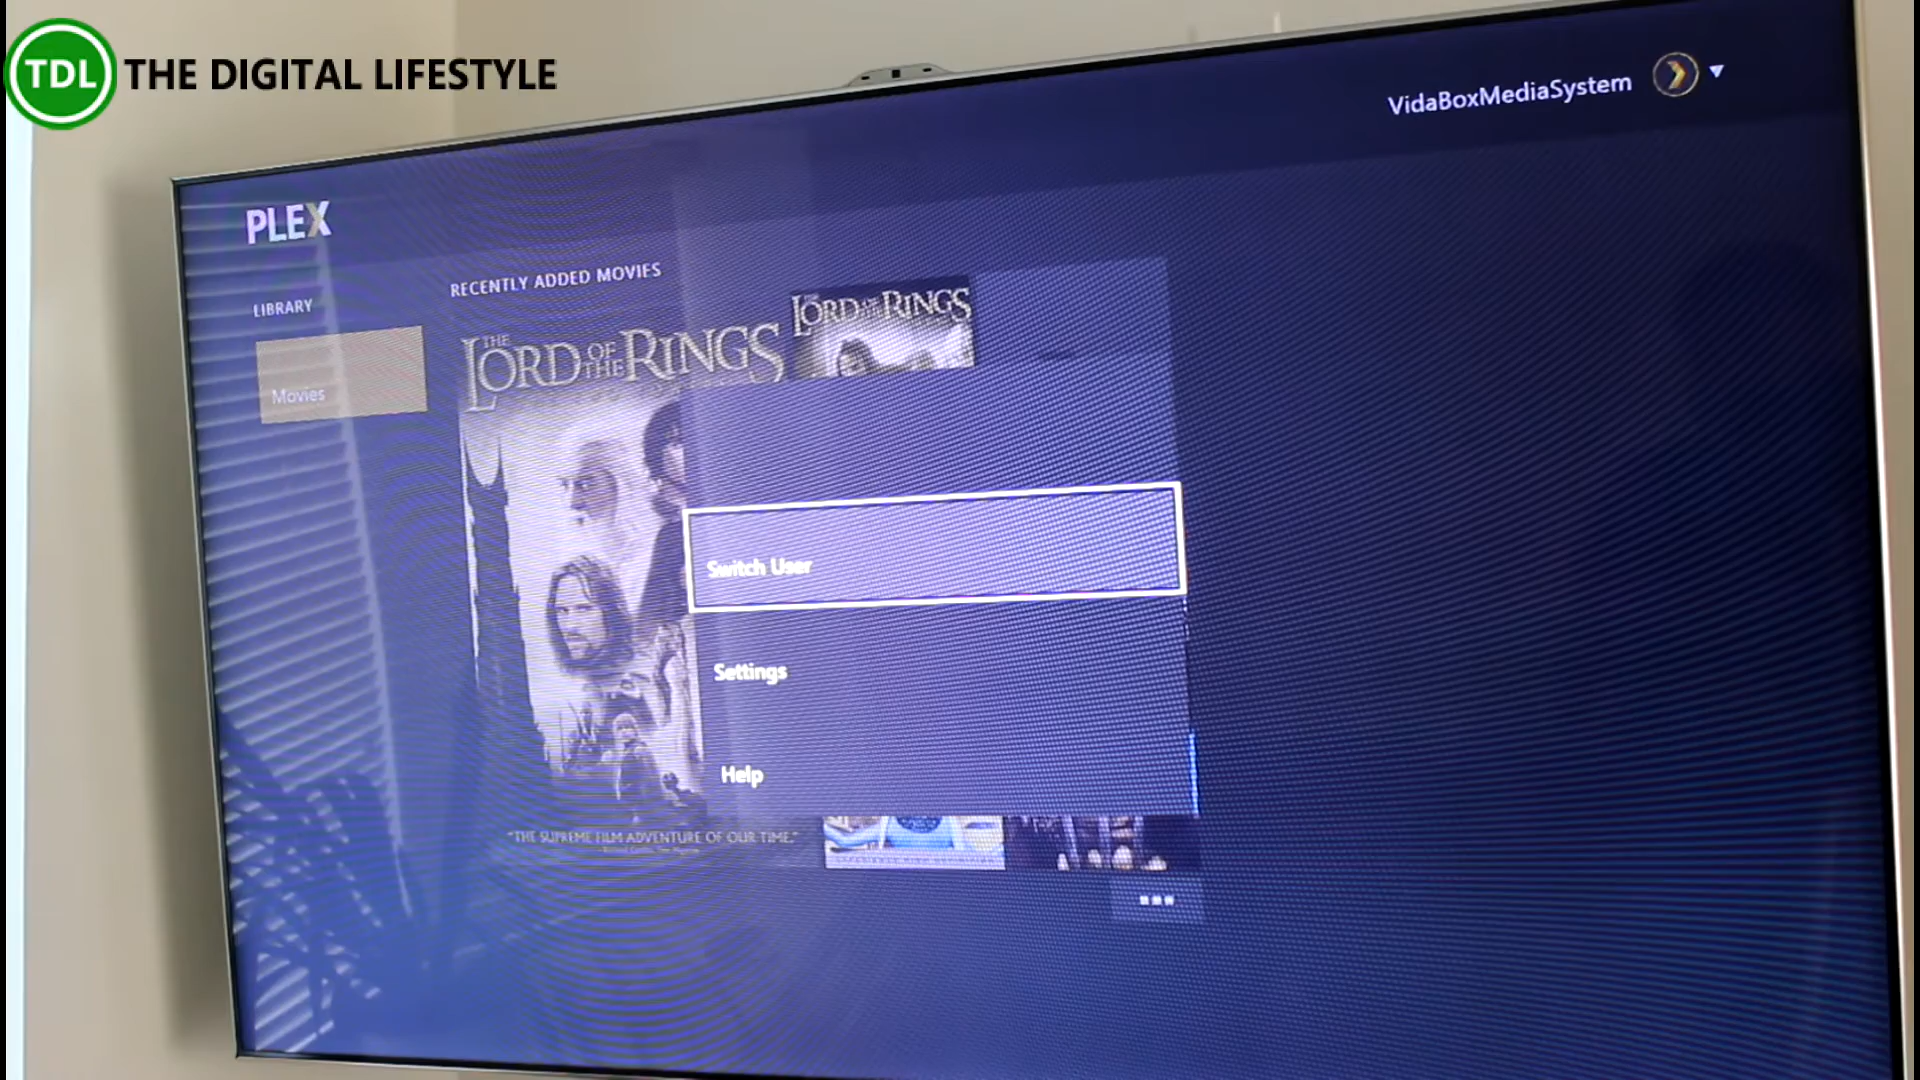 TDL THE DIGITAL LIFESTYLE
VidaBoxMediaSystem
PLEX
RECENTLY ADDED MOVIES
LIBRARY
Movies
THE LORD OF THE RINGS
THE LORD OF THE RINGS
Switch User
Settings
Help
"THE SUPREME FILM ADVENTURE OF OUR TIME."